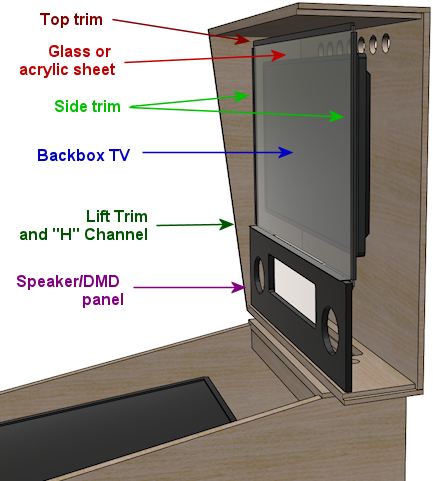 Top trim
Glass or
acrylic sheet
Side trim
Backbox TV
Lift Trim
and "H" Channel
Speaker/DMD
panel